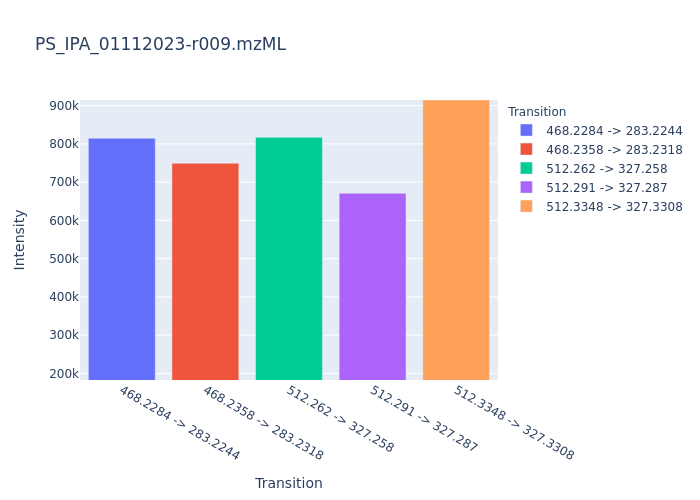 PS_IPA_01112023-r009.mzML
Intensity
900k
800k
700k
600k
500k
400k
300k
200k
468.2284 -> 283.2244
468.2358 -> 283.2318
512.262 -> 327.258
512.291 -> 327.287
512.3348 -> 327.3308
Transition
Transition
468.2284 -> 283.2244
468.2358 -> 283.2318
512.262 -> 327.258
512.291 -> 327.287
512.3348 -> 327.3308